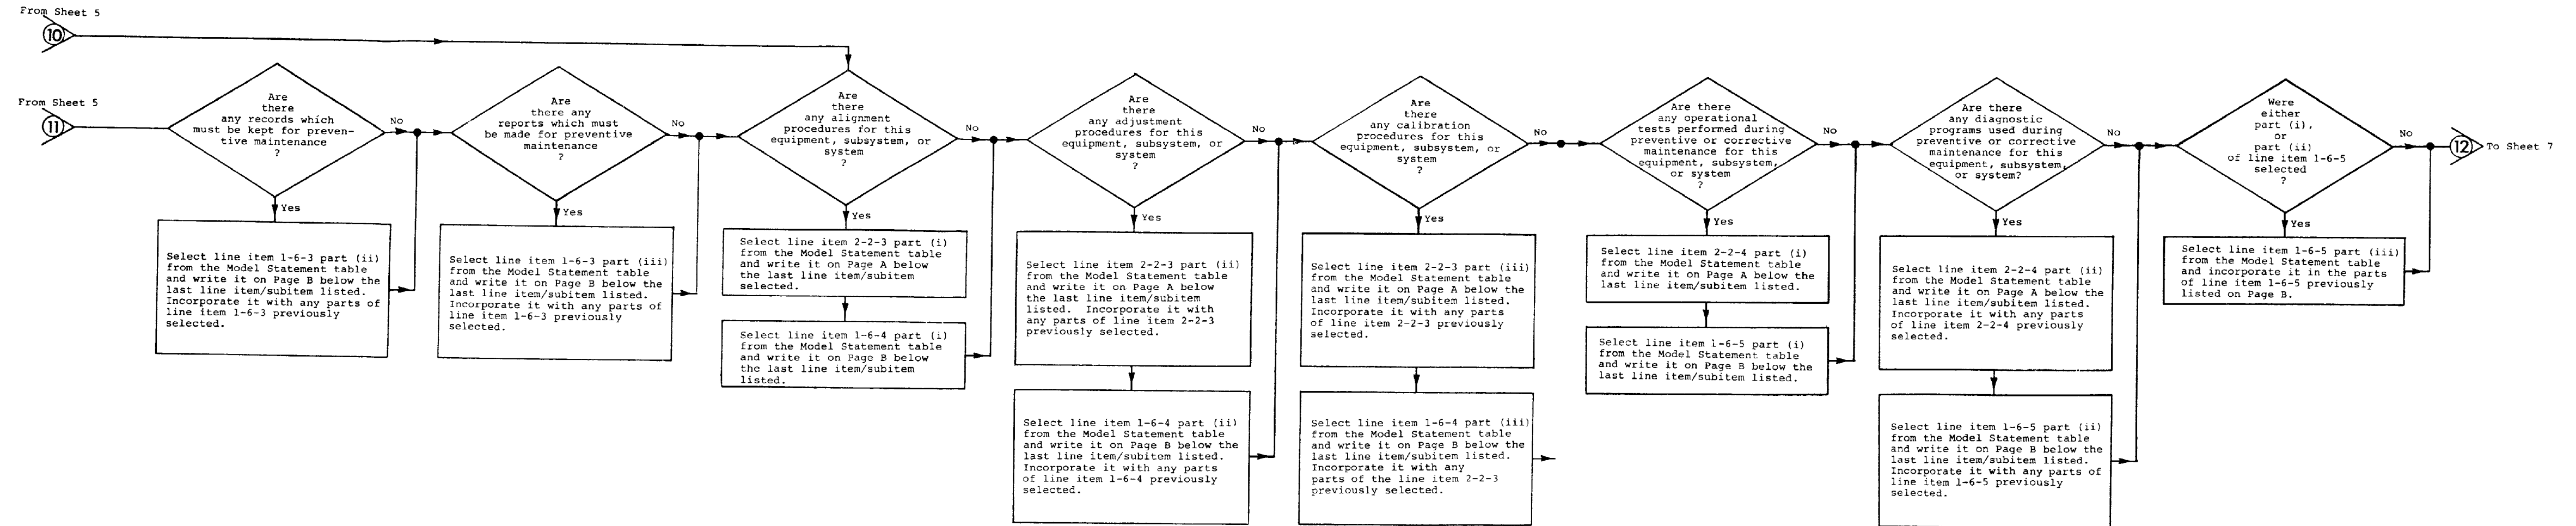 From Sheet 5
10
From Sheet 5
11
Are
there
any records which
must be kept for preven-
tive maintenance
?
No
Yes
Select line item 1-6-3 part (ii)
from the Model Statement table
and write it on Page B below the
last line item/subitem listed.
Incorporate it with any parts of
line item 1-6-3 previously
selected.
Are
there any
reports which must
be made for preventive
maintenance
?
No
Yes
Select line item 1-6-3 part (iii)
from the Model Statement table
and write it on Page B below the
last line item/subitem listed.
Incorporate it with any parts of
line item 1-6-3 previously
selected.
Are
there
any alignment
procedures for this
equipment, subsystem, or
system
?
No
Yes
Select line item 2-2-3 part (i)
from the Model Statement table
and write it on Page A below
the last line item/subitem
selected.
Select line item 1-6-4 part (i)
from the Model Statement table
and write it on Page B below
the last line item/subitem
listed.
Are
there
any adjustment
procedures for this
equipment, subsystem, or
system
?
No
Yes
Select line item 2-2-3 part (ii)
from the Model Statement table
and write it on Page A below
the last line item/subitem
listed. Incorporate it with
any parts of line item 2-2-3
previously selected.
Select line item 1-6-4 part (ii)
from the Model Statement table
and write it on Page B below the
last line item/subitem listed.
Incorporate it with any parts
of line item 1-6-4 previously
selected.
Are
there
any calibration
procedures for this
equipment, subsystem, or
system
?
No
Yes
Select line item 2-2-3 part (iii)
from the Model Statement table
and write it on Page A below the
last line item/subitem listed.
Incorporate it with any parts
of line item 2-2-3 previously
selected.
Select line item 1-6-4 part (iii)
from the Model Statement table
and write it on Page B below the
last line item/subitem listed.
Incorporate it with any
parts of the line item 2-2-3
previously selected.
Are there
any operational
tests performed during
preventive or corrective
maintenance for this
equipment, subsystem,
or system
?
No
Yes
Select line item 2-2-4 part (i)
from the Model Statement table
and write it on Page A below the
last line item/subitem listed.
Select line item 1-6-5 part (i)
from the Model Statement table
and write it on Page B below the
last line item/subitem listed.
Are there
any diagnostic
programs used during
preventive or corrective
maintenance for this
equipment, subsystem,
or system?
No
Yes
Select line item 2-2-4 part (ii)
from the Model Statement table
and write it on Page A below the
last line item/subitem listed.
Incorporate it with any parts
of line item 2-2-4 previously
selected.
Select line item 1-6-5 part (ii)
from the Model Statement table
and write it on Page B below the
last line item/subitem listed.
Incorporate it with any parts of
line item 1-6-5 previously
selected.
Were
either
part (i),
or
part (ii)
of line item 1-6-5
selected
?
No
Yes
Select line item 1-6-5 part (iii)
from the Model Statement table
and incorporate it in the parts
of line item 1-6-5 previously
listed on Page B.
12
To Sheet 7